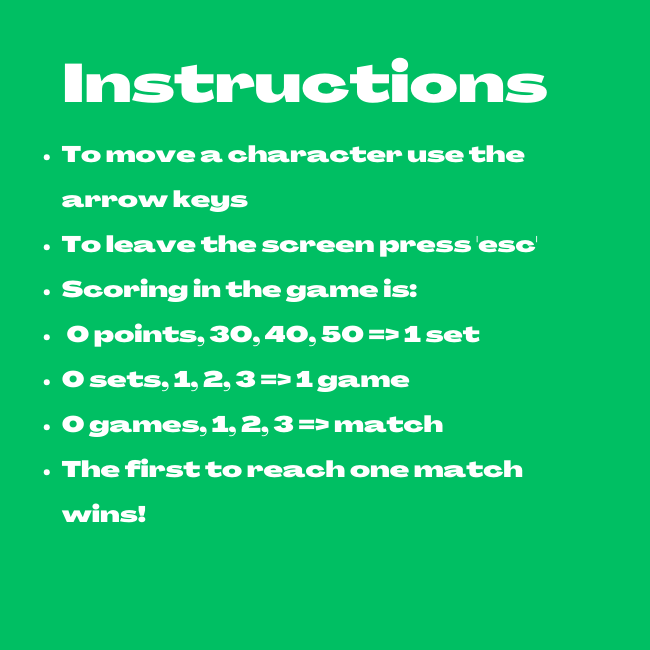 Instructions
• To move a character use the
arrow keys
• To leave the screen press 'esc'
• Scoring in the game is:
• 0 points, 30, 40, 50 => 1 set
• 0 sets, 1, 2, 3 => 1 game
• 0 games, 1, 2, 3 => match
• The first to reach one match
wins!